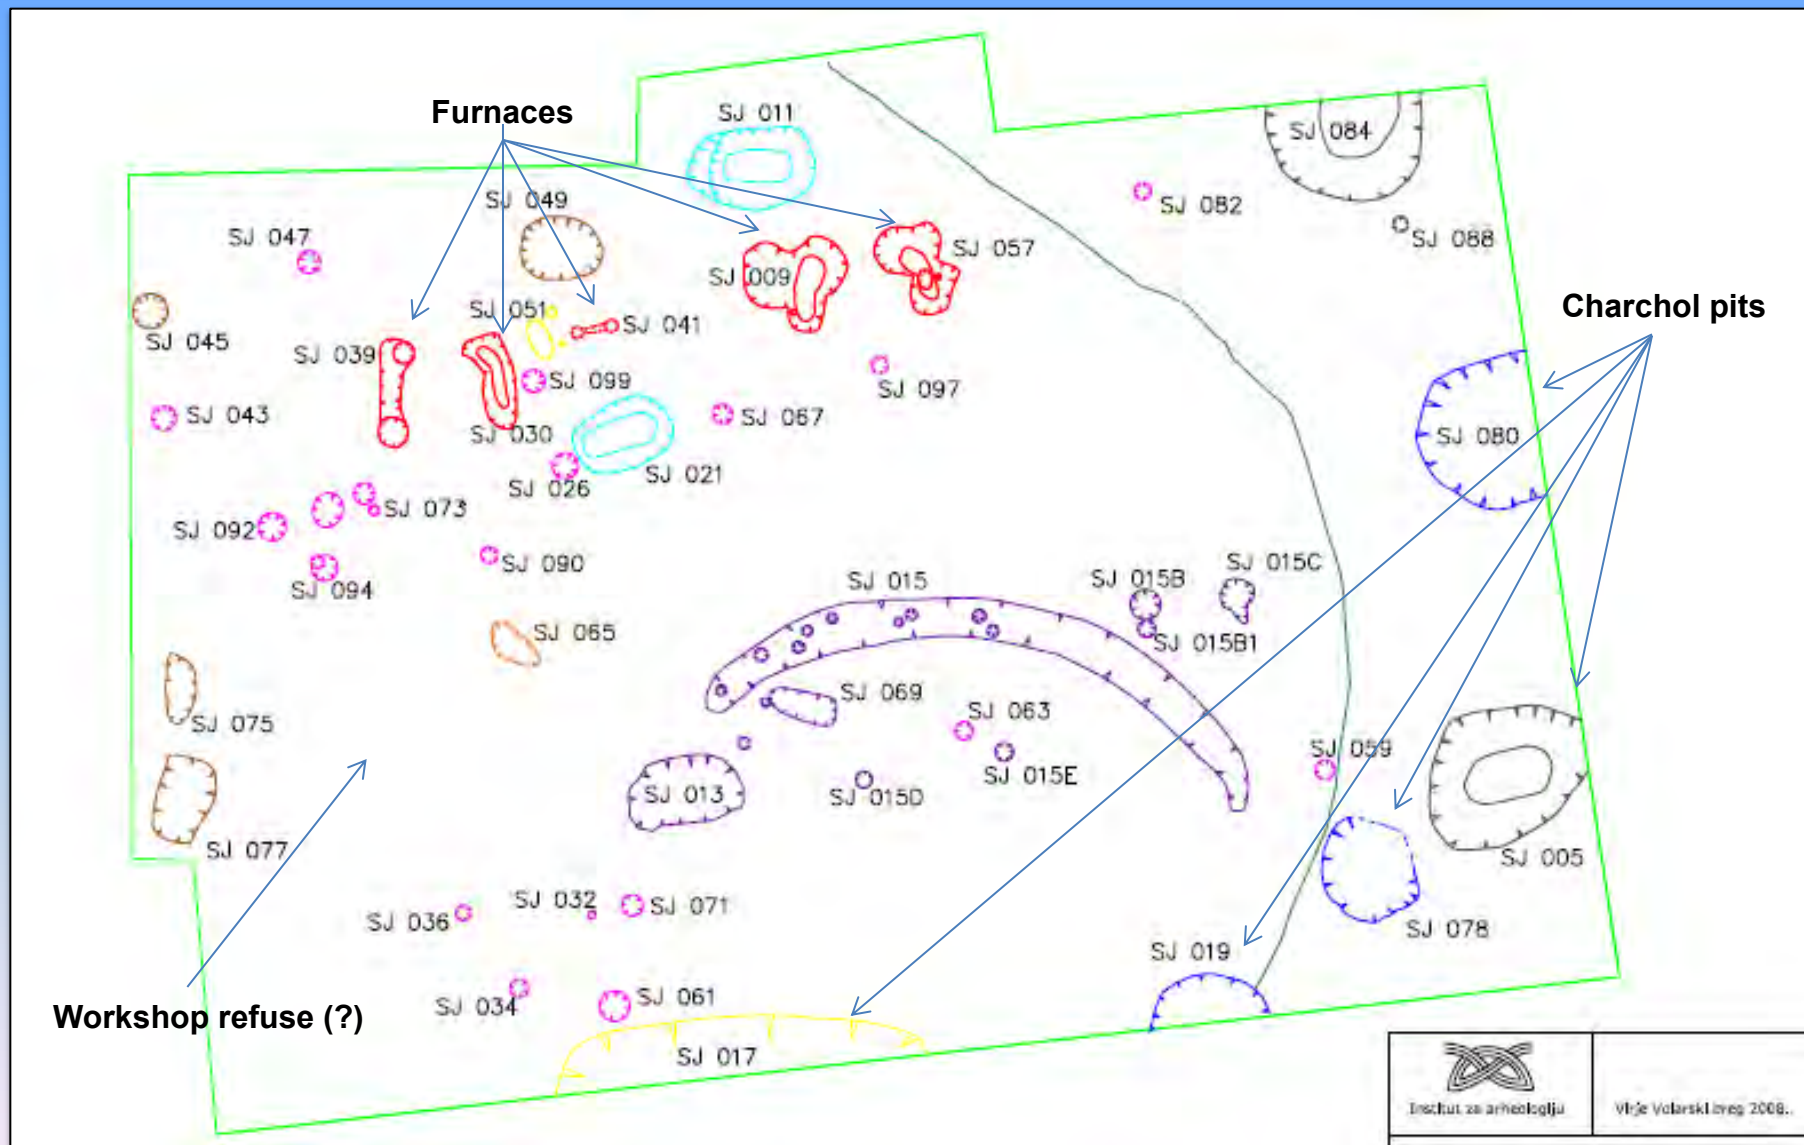 Furnaces
SJ 011
SJ 084
SJ 049
SJ 082
SJ 047
SJ 088
SJ 057
SJ 009
Charchol pits
SJ 051
SJ 041
SJ 045
SJ 039
SJ 099
SJ 097
SJ 043
SJ 067
SJ 030
SJ 080
SJ 021
SJ 026
SJ 073
SJ 092
SJ 090
SJ 094
SJ 015
SJ 015B
SJ 015C
SJ 065
SJ 015B1
SJ 069
SJ 063
SJ 075
SJ 059
SJ 015E
SJ 013
SJ 015D
SJ 077
SJ 005
SJ 032
SJ 071
SJ 036
SJ 078
SJ 019
SJ 034
SJ 061
Workshop refuse (?)
SJ 017
Institut za arheologiju
Virje Volarski breg 2008.